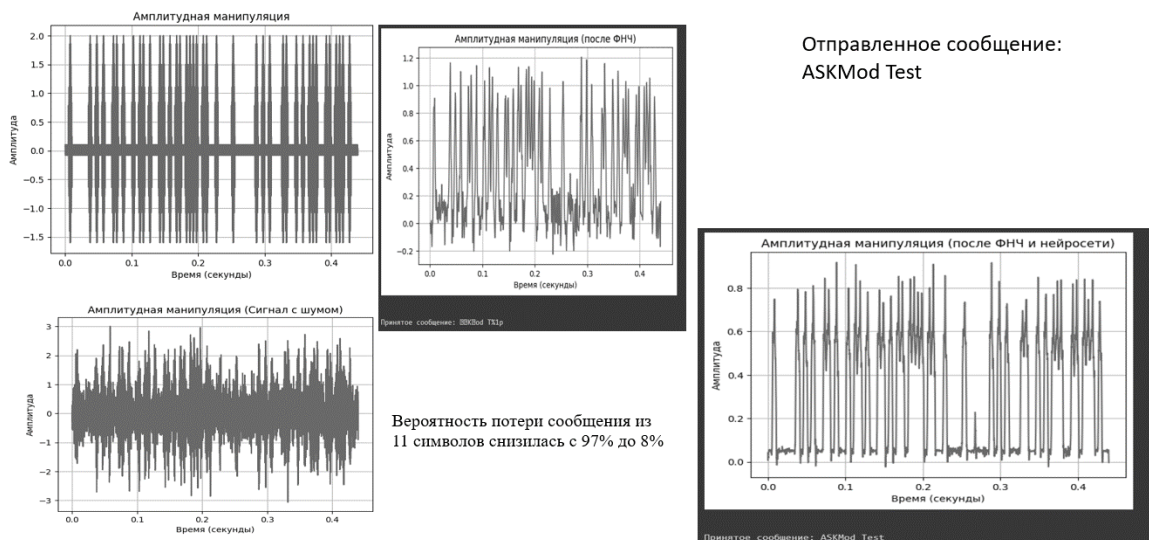 Амплитудная манипуляция
2.0
1.5
1.0
0.5
0.0
−0.5
−1.0
−1.5
Амплитуда
0.0 0.1 0.2 0.3 0.4
Время (секунды)
Амплитудная манипуляция (после ФНЧ)
1.2
1.0
0.8
0.6
0.4
0.2
0.0
−0.2
Амплитуда
0.0 0.1 0.2 0.3 0.4
Время (секунды)
Принятое сообщение: BBKBod T%1p
Отправленное сообщение:
ASKMod Test
Амплитудная манипуляция (Сигнал с шумом)
3
2
1
0
−1
−2
−3
Амплитуда
0.0 0.1 0.2 0.3 0.4
Время (секунды)
Вероятность потери сообщения из
11 символов снизилась с 97% до 8%
Амплитудная манипуляция (после ФНЧ и нейросети)
0.8
0.6
0.4
0.2
0.0
Амплитуда
0.0 0.1 0.2 0.3 0.4
Время (секунды)
Принятое сообщение: ASKMod Test